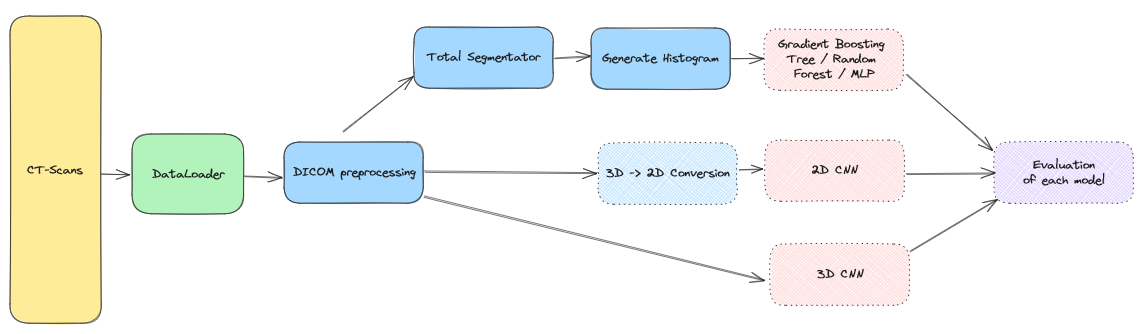 CT-Scans
DataLoader
DICOM preprocessing
Total Segmentator
Generate Histogram
Gradient Boosting
Tree / Random
Forest / MLP
3D -> 2D Conversion
2D CNN
3D CNN
Evaluation
of each model